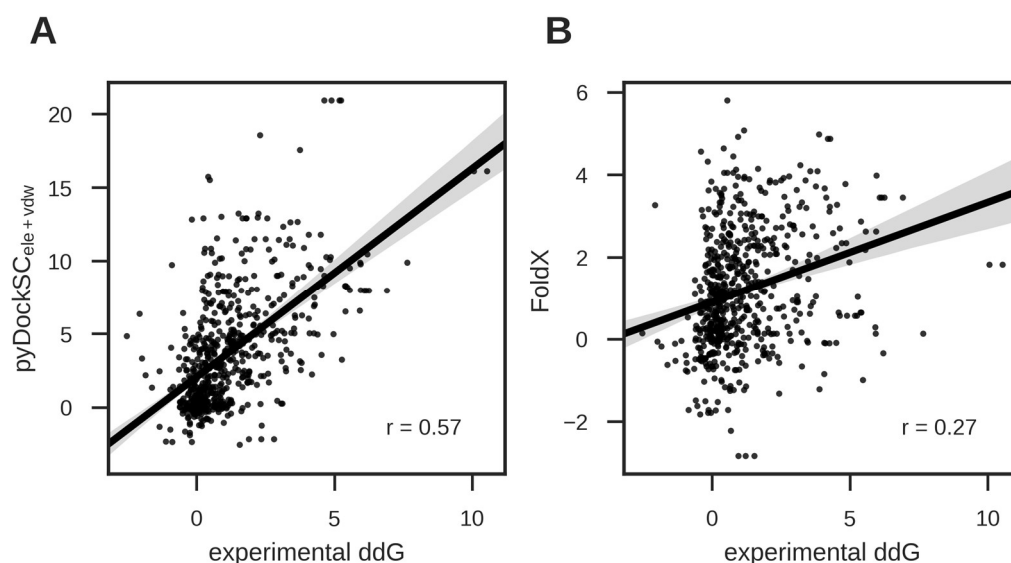 A
B
pyDockSCele + vdw
20
15
10
5
0
r = 0.57
0
5
10
experimental ddG
FoldX
6
4
2
0
−2
r = 0.27
0
5
10
experimental ddG